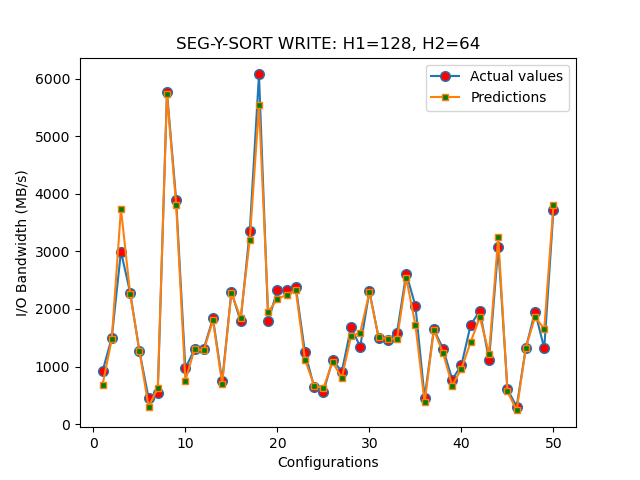 SEG-Y-SORT WRITE: H1=128, H2=64
Actual values
Predictions
I/O Bandwidth (MB/s)
6000
5000
4000
3000
2000
1000
0
0 10 20 30 40 50
Configurations